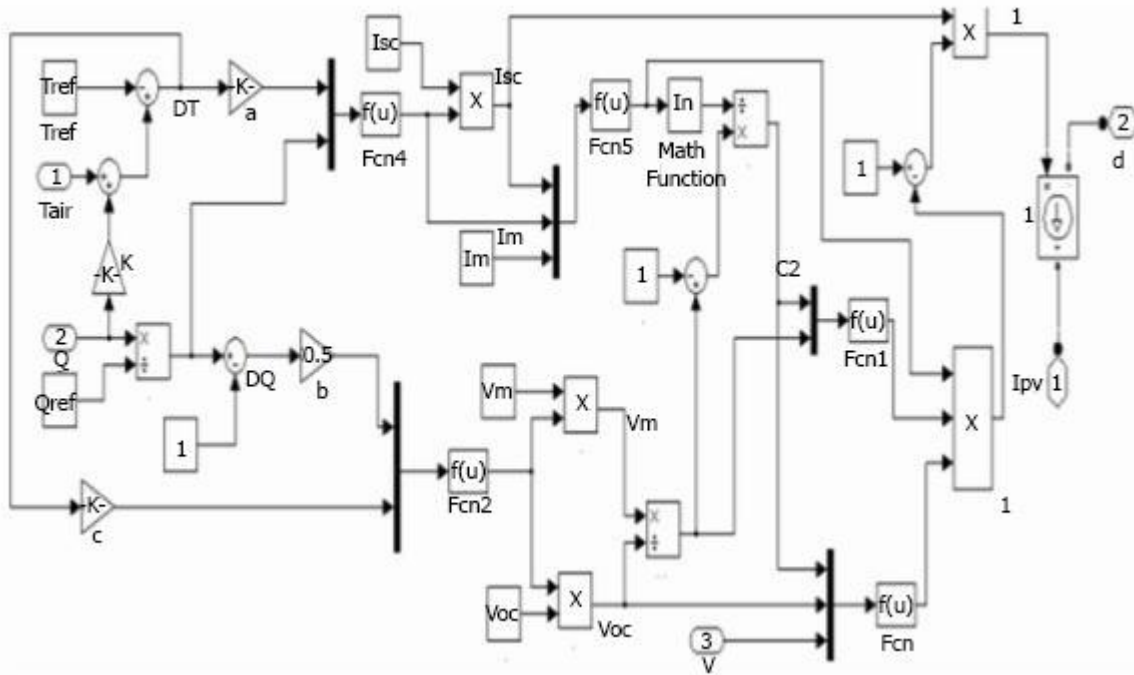 1
Isc
Isc
X
X
Tref
Tref
DT
-K-
a
f(u)
Fcn4
f(u)
Fcn5
In
Math
Function
÷
X
2
d
1
Tair
1
1
-K-
K
Im
Im
1
C2
2
Q
X
÷
Qref
DQ
0.5
b
1
Vm
X
Vm
f(u)
Fcn1
X
1
Ipv
1
f(u)
Fcn2
-K-
c
X
÷
Voc
X
Voc
3
V
f(u)
Fcn